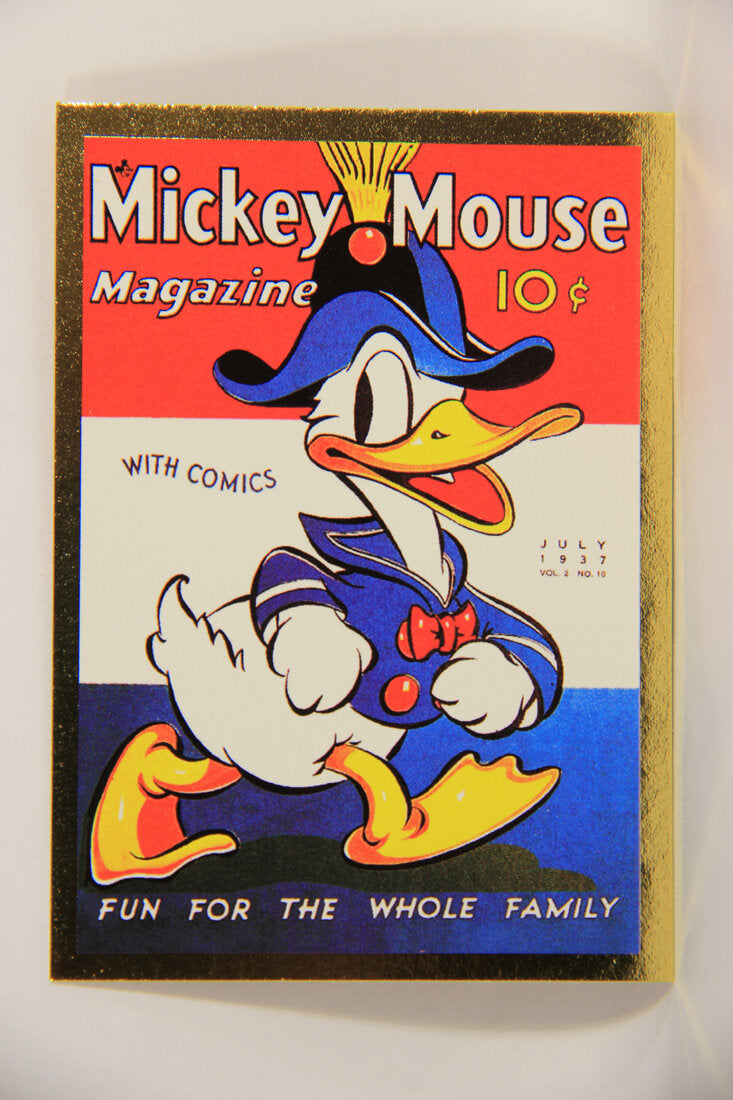 Mickey Mouse
Magazine
10¢
WITH COMICS
JULY
1937
VOL. 2 NO. 10
FUN FOR THE WHOLE FAMILY